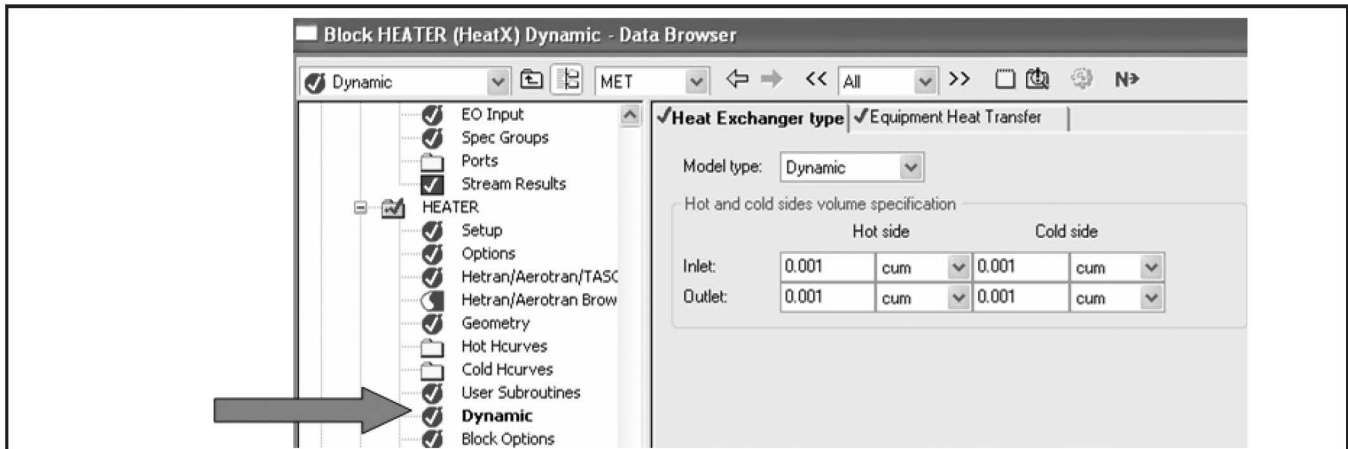 Block HEATER (HeatX) Dynamic - Data Browser
Dynamic MET << All >> N
EO Input
Spec Groups
Ports
Stream Results
HEATER
Setup
Options
Hetran/Aerotran/TASC
Hetran/Aerotran Brow
Geometry
Hot Hcurves
Cold Hcurves
User Subroutines
Dynamic
Block Options
Heat Exchanger type Equipment Heat Transfer
Model type: Dynamic
Hot and cold sides volume specification
Hot side Cold side
Inlet: 0.001 cum 0.001 cum
Outlet: 0.001 cum 0.001 cum